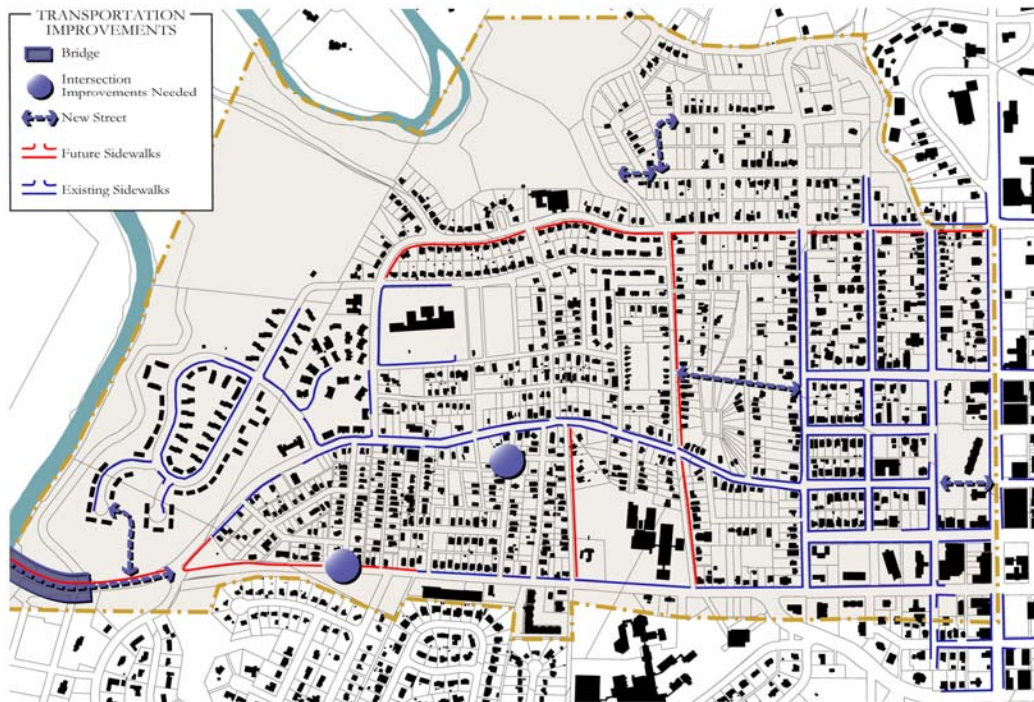 TRANSPORTATION
IMPROVEMENTS
Bridge
Intersection
Improvements Needed
New Street
Future Sidewalks
Existing Sidewalks